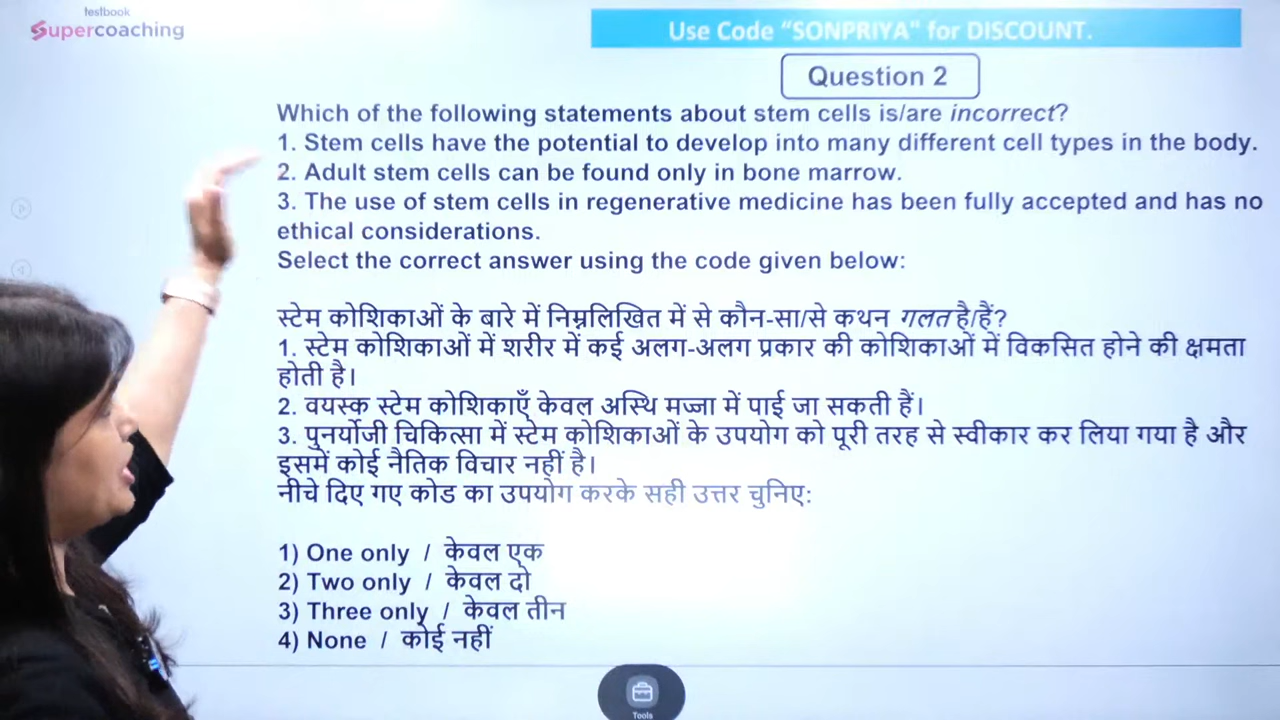 testbook
Supercoaching
Use Code “SONPRIYA" for DISCOUNT.
Question 2
Which of the following statements about stem cells is/are incorrect?
1. Stem cells have the potential to develop into many different cell types in the body.
2. Adult stem cells can be found only in bone marrow.
3. The use of stem cells in regenerative medicine has been fully accepted and has no
ethical considerations.
Select the correct answer using the code given below:
स्टेम कोशिकाओं के बारे में निम्नलिखित में से कौन-सा/से कथन गलत है/हैं?
1. स्टेम कोशिकाओं में शरीर में कई अलग-अलग प्रकार की कोशिकाओं में विकसित होने की क्षमता
होती है।
2. वयस्क स्टेम कोशिकाएँ केवल अस्थि मज्जा में पाई जा सकती हैं।
3. पुनर्योजी चिकित्सा में स्टेम कोशिकाओं के उपयोग को पूरी तरह से स्वीकार कर लिया गया है और
इसमें कोई नैतिक विचार नहीं है।
नीचे दिए गए कोड का उपयोग करके सही उत्तर चुनिए:
1) One only / केवल एक
2) Two only / केवल दो
3) Three only / केवल तीन
4) None / कोई नहीं
Tools